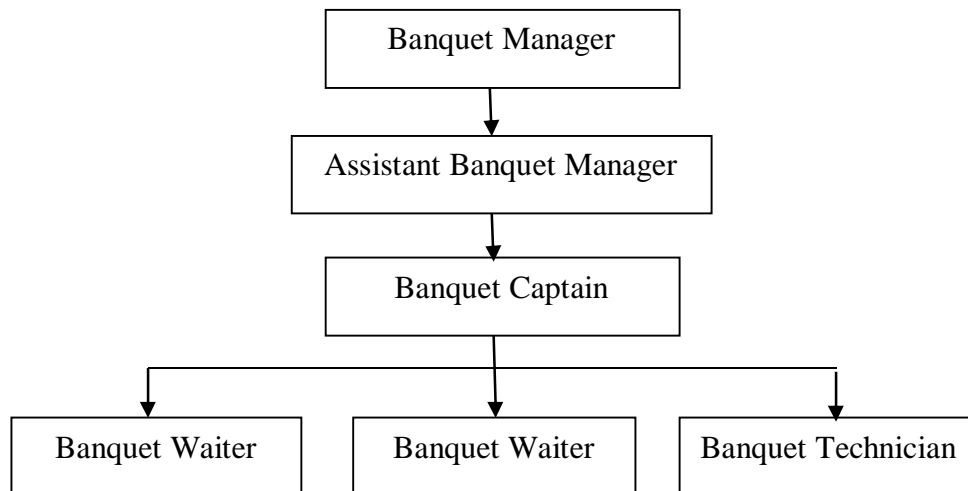 Banquet Manager
Assistant Banquet Manager
Banquet Captain
Banquet Waiter
Banquet Waiter
Banquet Technician